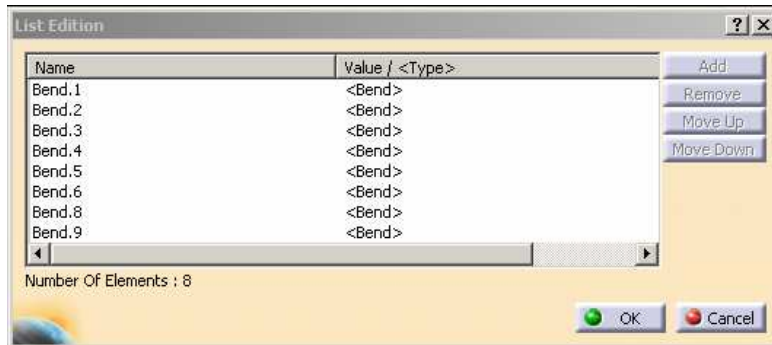 List Edition
Name Value / <Type>
Add
Bend.1 <Bend>
Remove
Bend.2 <Bend>
Bend.3 <Bend>
Move Up
Bend.4 <Bend>
Move Down
Bend.5 <Bend>
Bend.6 <Bend>
Bend.8 <Bend>
Bend.9 <Bend>
Number Of Elements : 8
OK Cancel